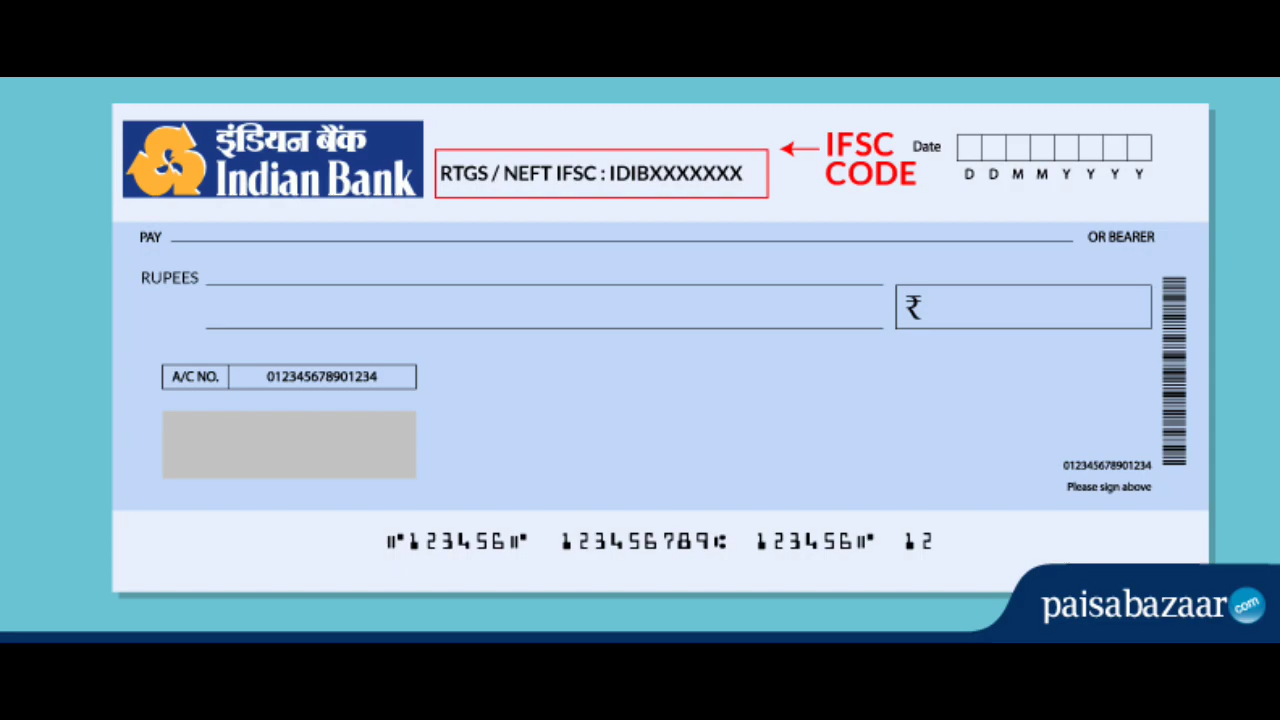 इंडियन बैंक
Indian Bank
RTGS / NEFT IFSC : IDIBXXXXXXX
IFSC
CODE
Date
D D M M Y Y Y Y
PAY
OR BEARER
RUPEES
₹
A/C NO. 012345678901234
012345678901234
Please sign above
⑈123456⑈ 123456789⑆ 123456⑈ 12
paisabazaar.com